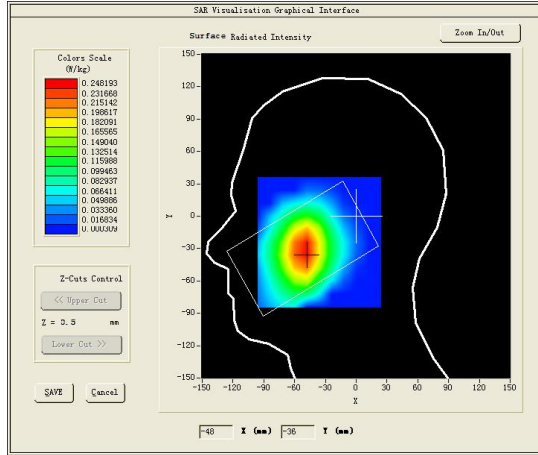 SAR Visualisation Graphical Interface
Surface Radiated Intensity
Zoom In/Out
Colors Scale
(W/kg)
0.248193
0.231668
0.215142
0.198617
0.182091
0.165565
0.149040
0.132514
0.115988
0.099463
0.082937
0.066411
0.049886
0.033360
0.016834
0.000309
150
120
90
60
30
0
-30
-60
-90
-120
-150
Y
-150 -120 -90 -60 -30 0 30 60 90 120 150
X
Z-Cuts Control
<< Upper Cut
Z = 0.5 mm
Lower Cut >>
SAVE
Cancel
-48 X (mm) -36 Y (mm)